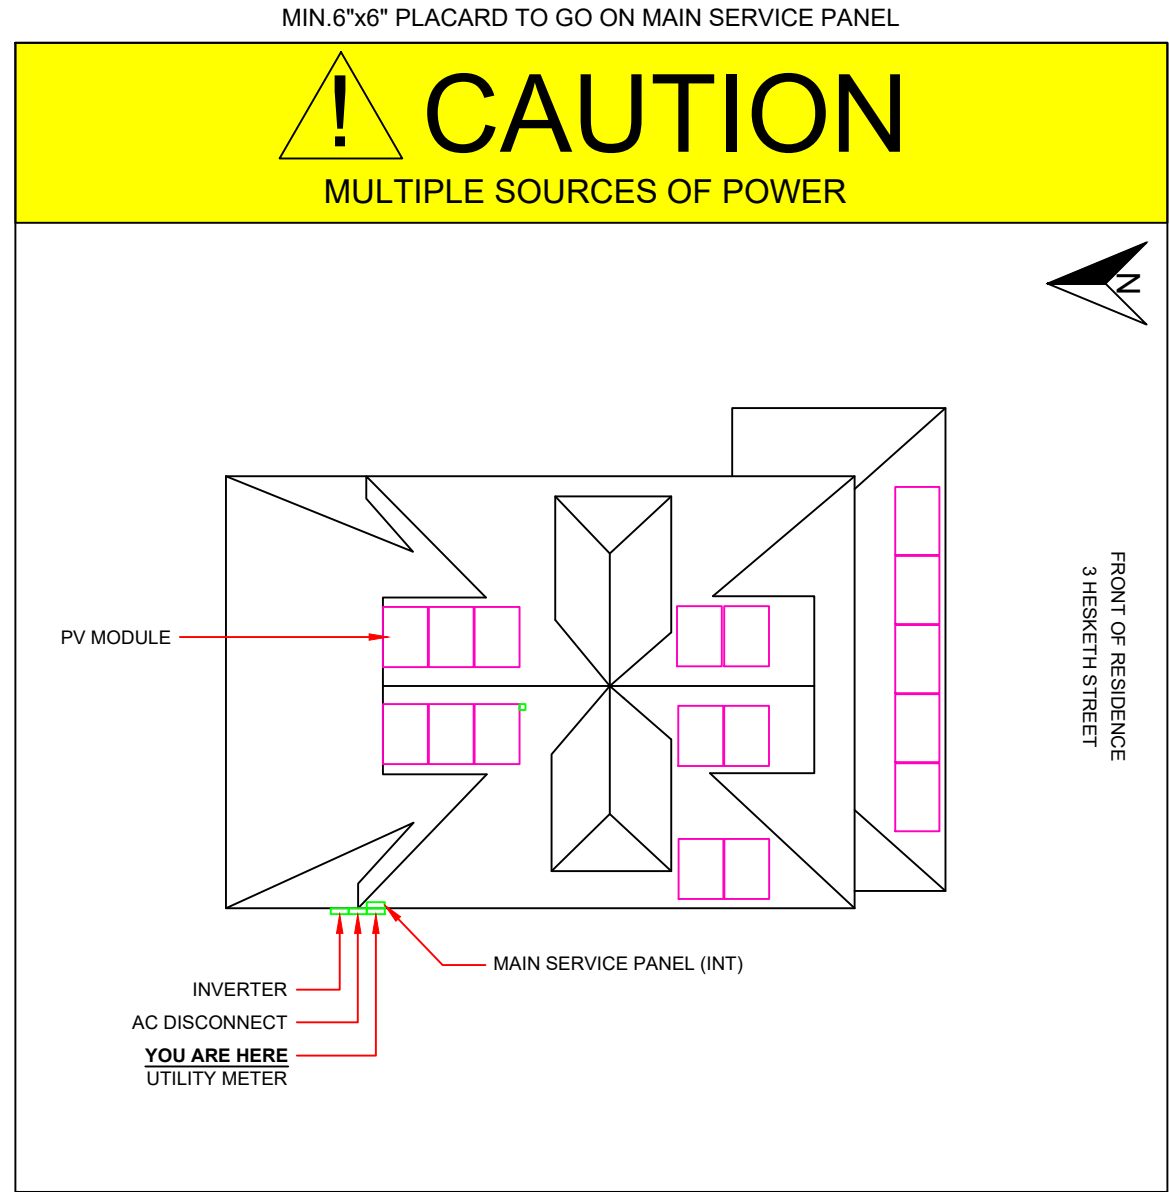 MIN.6"x6" PLACARD TO GO ON MAIN SERVICE PANEL
! CAUTION
MULTIPLE SOURCES OF POWER
N
FRONT OF RESIDENCE
3 HESKETH STREET
PV MODULE
MAIN SERVICE PANEL (INT)
INVERTER
AC DISCONNECT
YOU ARE HERE
UTILITY METER